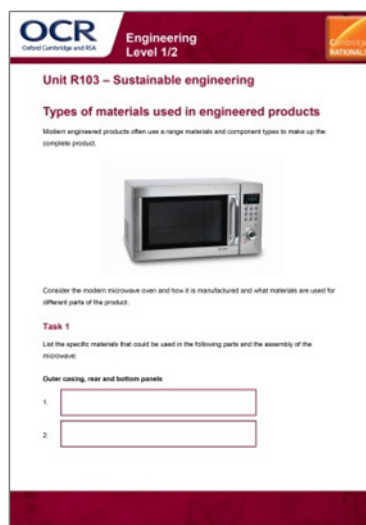 OCR
Oxford Cambridge and RSA
Engineering
Level 1/2
Cambridge
NATIONALS
Unit R103 – Sustainable engineering
Types of materials used in engineered products
Modern engineered products often use a range materials and component types to make up the
complete product.
Consider the modern microwave oven and how it is manufactured and what materials are used for
different parts of the product.
Task 1
List the specific materials that could be used in the following parts and the assembly of the
microwave:
Outer casing, rear and bottom panels
1.
2.